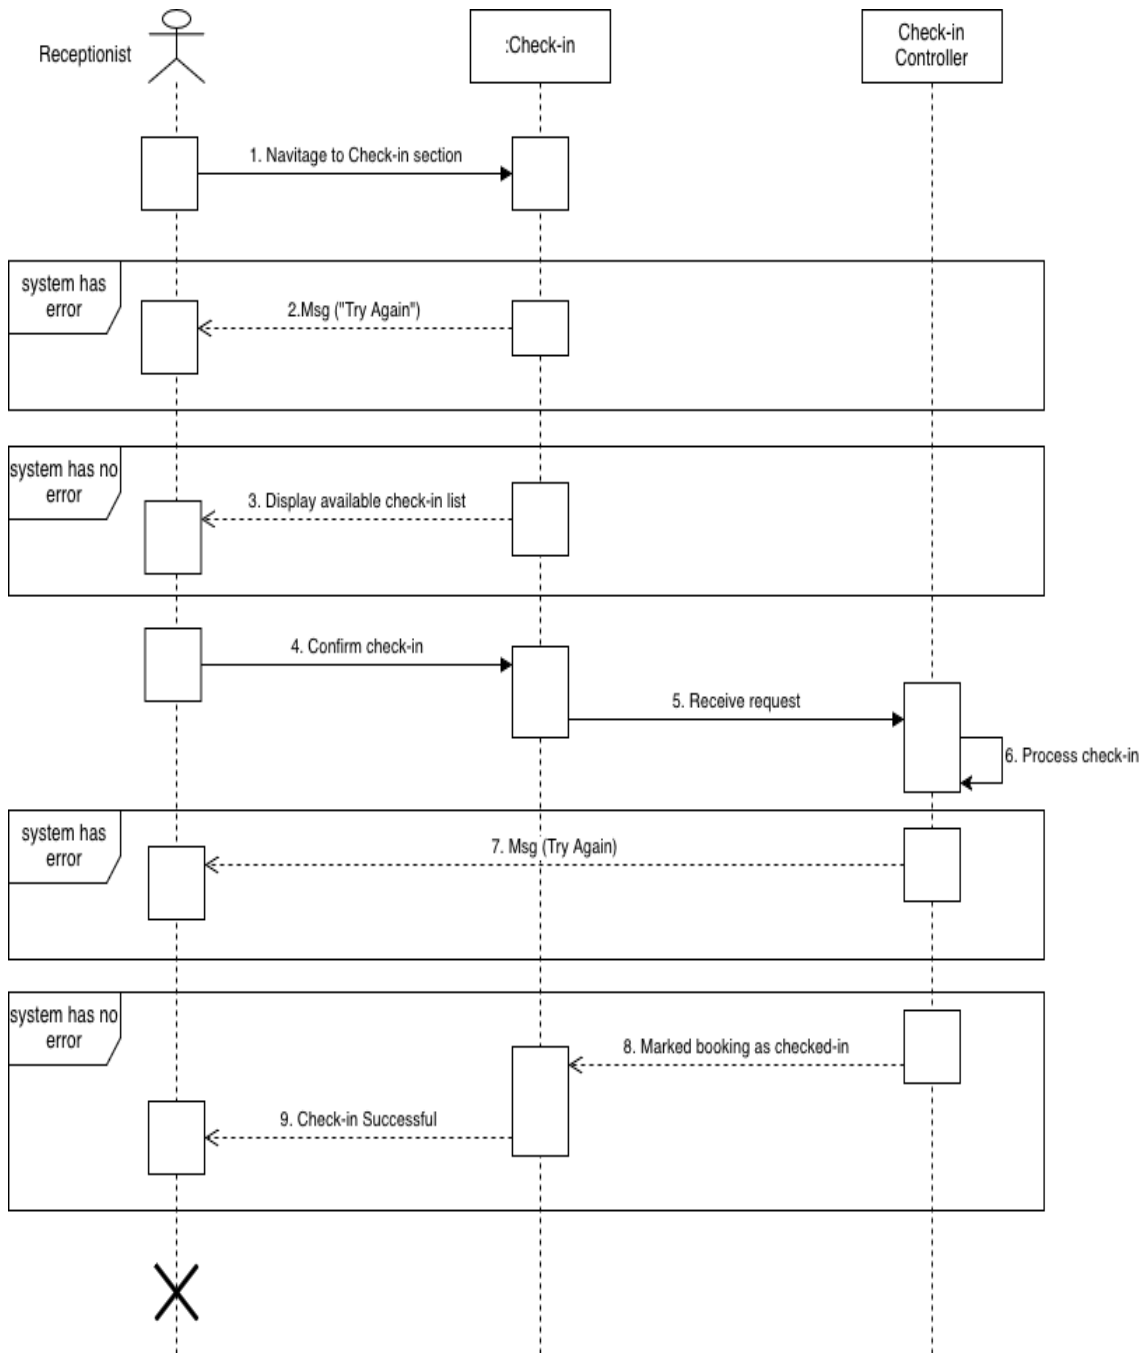 Receptionist
:Check-in
Check-in
Controller
1. Navitage to Check-in section
system has
error
2.Msg ("Try Again")
system has no
error
3. Display available check-in list
4. Confirm check-in
5. Receive request
6. Process check-in
system has
error
7. Msg (Try Again)
system has no
error
8. Marked booking as checked-in
9. Check-in Successful